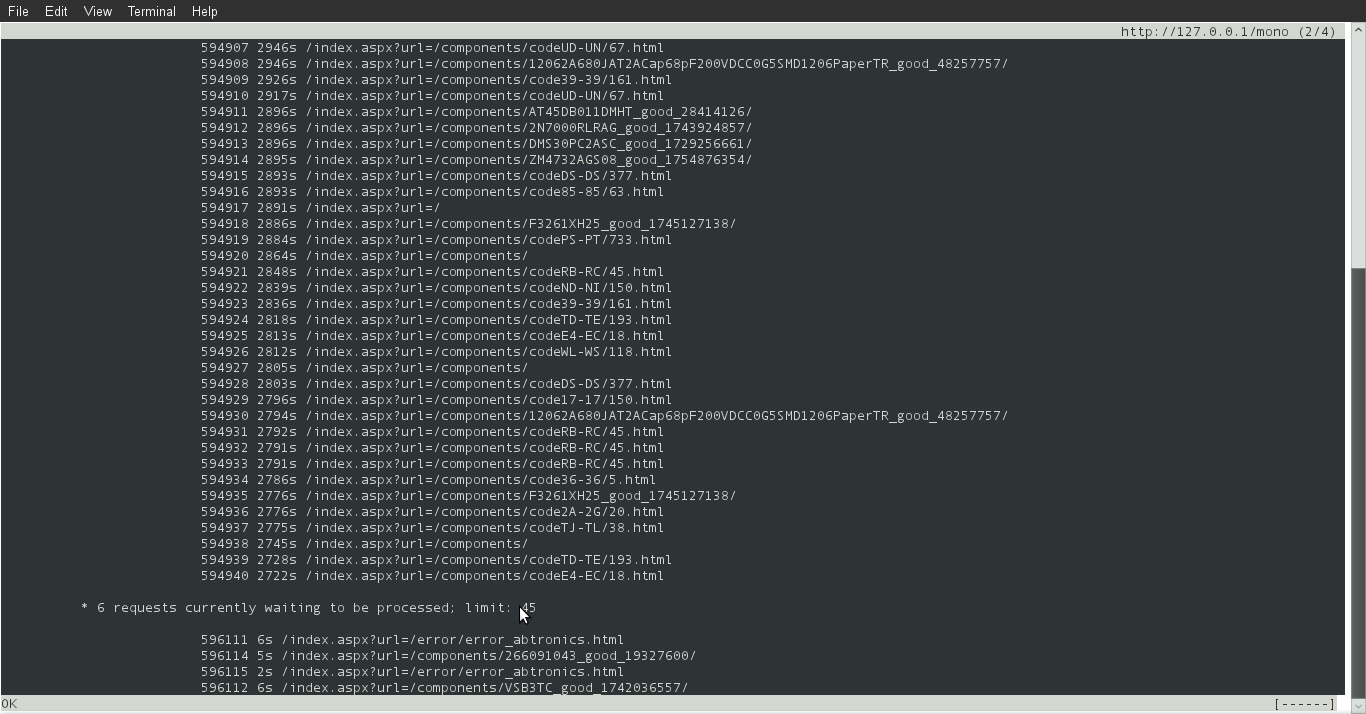 File Edit View Terminal Help
http://127.0.0.1/mono (2/4)
594907 2946s /index.aspx?url=/components/codeUD-UN/67.html
594908 2946s /index.aspx?url=/components/12062A680JAT2ACap68pF200VDCC0G5SMD1206PaperTR_good_48257757/
594909 2926s /index.aspx?url=/components/code39-39/161.html
594910 2917s /index.aspx?url=/components/codeUD-UN/67.html
594911 2896s /index.aspx?url=/components/AT45DB011DMHT_good_28414126/
594912 2896s /index.aspx?url=/components/2N7000RLRAG_good_1743924857/
594913 2896s /index.aspx?url=/components/DMS30PC2ASC_good_1729256661/
594914 2895s /index.aspx?url=/components/ZM4732AGS08_good_1754876354/
594915 2893s /index.aspx?url=/components/codeDS-DS/377.html
594916 2893s /index.aspx?url=/components/code85-85/63.html
594917 2891s /index.aspx?url=/
594918 2886s /index.aspx?url=/components/F3261XH25_good_1745127138/
594919 2884s /index.aspx?url=/components/codePS-PT/733.html
594920 2864s /index.aspx?url=/components/
594921 2848s /index.aspx?url=/components/codeRB-RC/45.html
594922 2839s /index.aspx?url=/components/codeND-NI/150.html
594923 2836s /index.aspx?url=/components/code39-39/161.html
594924 2818s /index.aspx?url=/components/codeTD-TE/193.html
594925 2813s /index.aspx?url=/components/codeE4-EC/18.html
594926 2812s /index.aspx?url=/components/codeWL-WS/118.html
594927 2805s /index.aspx?url=/components/
594928 2803s /index.aspx?url=/components/codeDS-DS/377.html
594929 2796s /index.aspx?url=/components/code17-17/150.html
594930 2794s /index.aspx?url=/components/12062A680JAT2ACap68pF200VDCC0G5SMD1206PaperTR_good_48257757/
594931 2792s /index.aspx?url=/components/codeRB-RC/45.html
594932 2791s /index.aspx?url=/components/codeRB-RC/45.html
594933 2791s /index.aspx?url=/components/codeRB-RC/45.html
594934 2786s /index.aspx?url=/components/code36-36/5.html
594935 2776s /index.aspx?url=/components/F3261XH25_good_1745127138/
594936 2776s /index.aspx?url=/components/code2A-2G/20.html
594937 2775s /index.aspx?url=/components/codeTJ-TL/38.html
594938 2745s /index.aspx?url=/components/
594939 2728s /index.aspx?url=/components/codeTD-TE/193.html
594940 2722s /index.aspx?url=/components/codeE4-EC/18.html
* 6 requests currently waiting to be processed; limit: 45
596111 6s /index.aspx?url=/error/error_abtronics.html
596114 5s /index.aspx?url=/components/266091043_good_19327600/
596115 2s /index.aspx?url=/error/error_abtronics.html
596112 6s /index.aspx?url=/components/VSB3TC_good_1742036557/
OK [------]